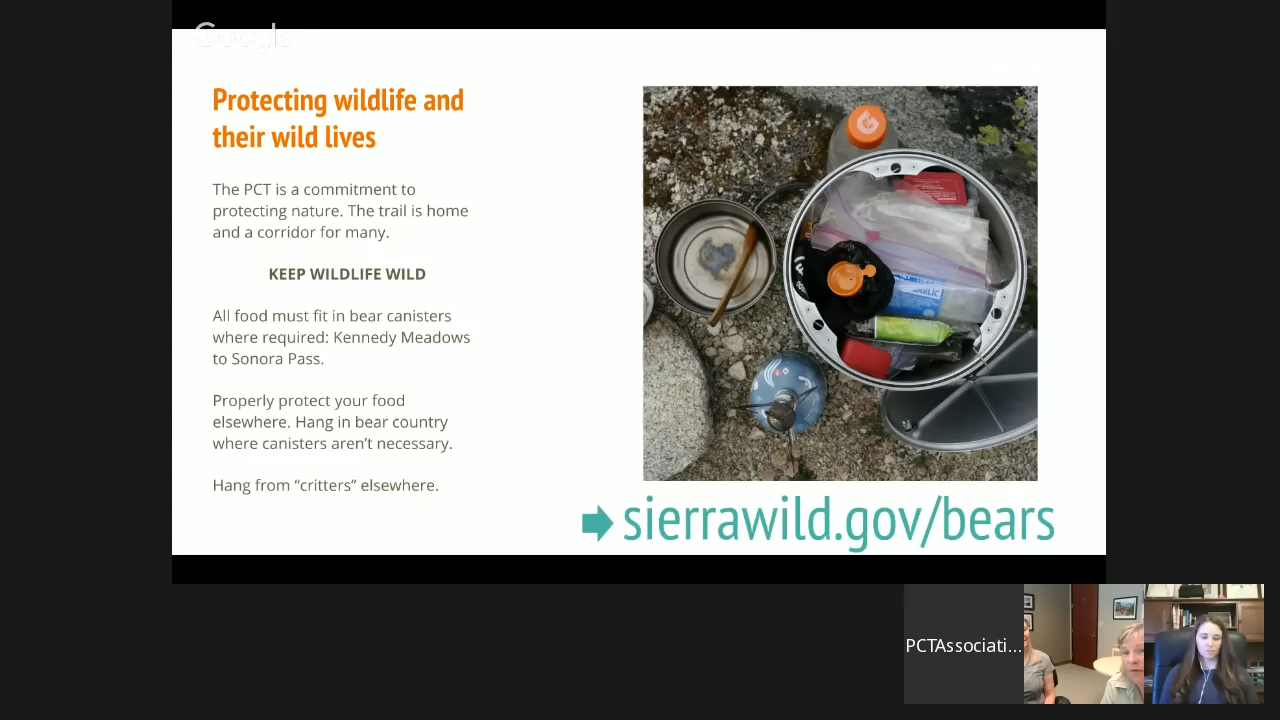 Google
Protecting wildlife and
their wild lives
The PCT is a commitment to
protecting nature. The trail is home
and a corridor for many.
KEEP WILDLIFE WILD
All food must fit in bear canisters
where required: Kennedy Meadows
to Sonora Pass.
Properly protect your food
elsewhere. Hang in bear country
where canisters aren’t necessary.
Hang from “critters” elsewhere.
sierrawild.gov/bears
PCTAssociati...